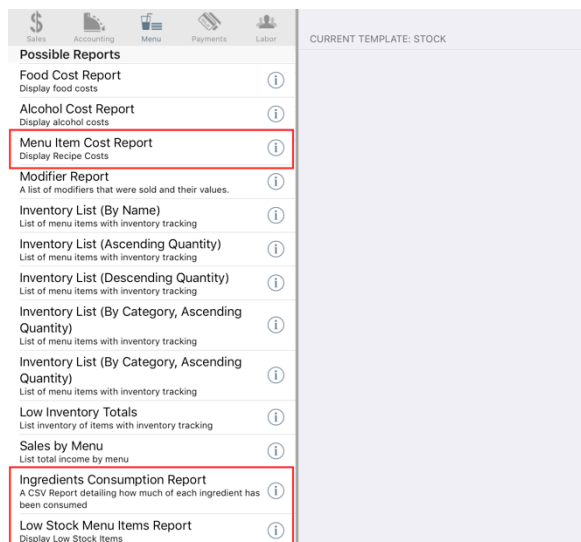 Sales Accounting Menu Payments Labor
CURRENT TEMPLATE: STOCK
Possible Reports
Food Cost Report
Display food costs
Alcohol Cost Report
Display alcohol costs
Menu Item Cost Report
Display Recipe Costs
Modifier Report
A list of modifiers that were sold and their values.
Inventory List (By Name)
List of menu items with inventory tracking
Inventory List (Ascending Quantity)
List of menu items with inventory tracking
Inventory List (Descending Quantity)
List of menu items with inventory tracking
Inventory List (By Category, Ascending
Quantity)
List of menu items with inventory tracking
Inventory List (By Category, Ascending
Quantity)
List of menu items with inventory tracking
Low Inventory Totals
List inventory of items with inventory tracking
Sales by Menu
List total income by menu
Ingredients Consumption Report
A CSV Report detailing how much of each ingredient has
been consumed
Low Stock Menu Items Report
Display Low Stock Items